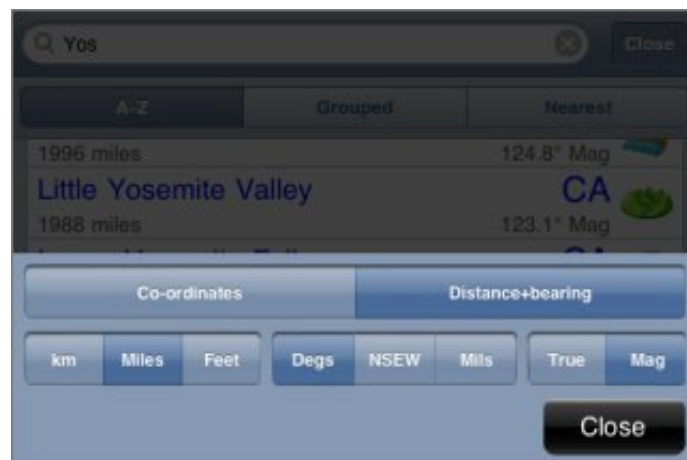 Yos Close
A-Z Grouped Nearest
1996 miles 124.8° Mag
Little Yosemite Valley CA
1988 miles 123.1° Mag
Co-ordinates Distance+bearing
km Miles Feet Degs NSEW Mils True Mag
Close